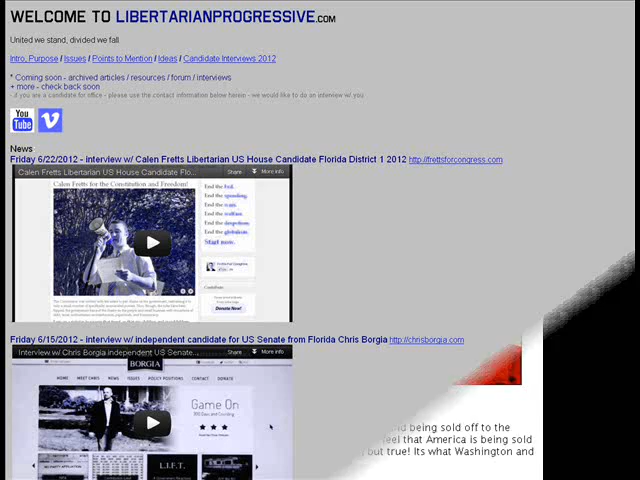 WELCOME TO LIBERTARIANPROGRESSIVE.COM
United we stand, divided we fall
Intro, Purpose / Issues / Points to Mention / Ideas / Candidate Interviews 2012
* Coming soon - archived articles / resources / forum / interviews
+ more - check back soon
- if you are a candidate for office - please use the contact information below herein - we would like to do an interview w/ you
You Tube
News
Friday 6/22/2012 - interview w/ Calen Fretts Libertarian US House Candidate Florida District 1 2012 http://frettsforcongress.com
Calen Fretts Libertarian US House Candidate Flo... Share More info
Calen Fretts for the Constitution and Freedom!
End the fed.
End the spending.
End the wars.
End the welfare.
End the despotism.
End the globalism.
Start now.
Contribute
Donate Now!
Friday 6/15/2012 - interview w/ independent candidate for US Senate from Florida Chris Borgia http://chrisborgia.com
Interview w/ Chris Borgia independent US Senate... Share More info
BORGIA
HOME MEET CHRIS NEWS ISSUES POLICY POSITIONS CONTACT DONATE
Game On
L.I.F.T.
being sold off to the
feel that America is being sold
but true! Its what Washington and